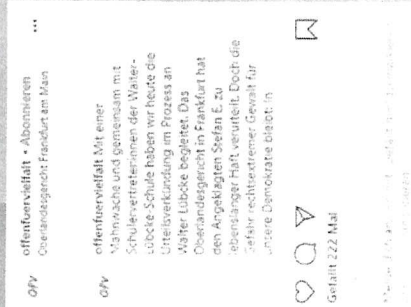 OFV offenfuervielfalt • Abonnieren
Oberlandesgericht Frankfurt am Main
OFV offenfuervielfalt Mit einer
Mahnwache und gemeinsam mit
Schülervertreterinnen der Walter-
Lübcke-Schule haben wir heute die
Urteilsverkündung im Prozess an
Walter Lübcke begleitet. Das
Oberlandesgericht in Frankfurt hat
den Angeklagten Stefan E. zu
lebenslanger Haft verurteilt. Doch die
Gefahr rechtsextremer Gewalt für
unsere Demokratie bleibt: In
Gefällt 222 Mal